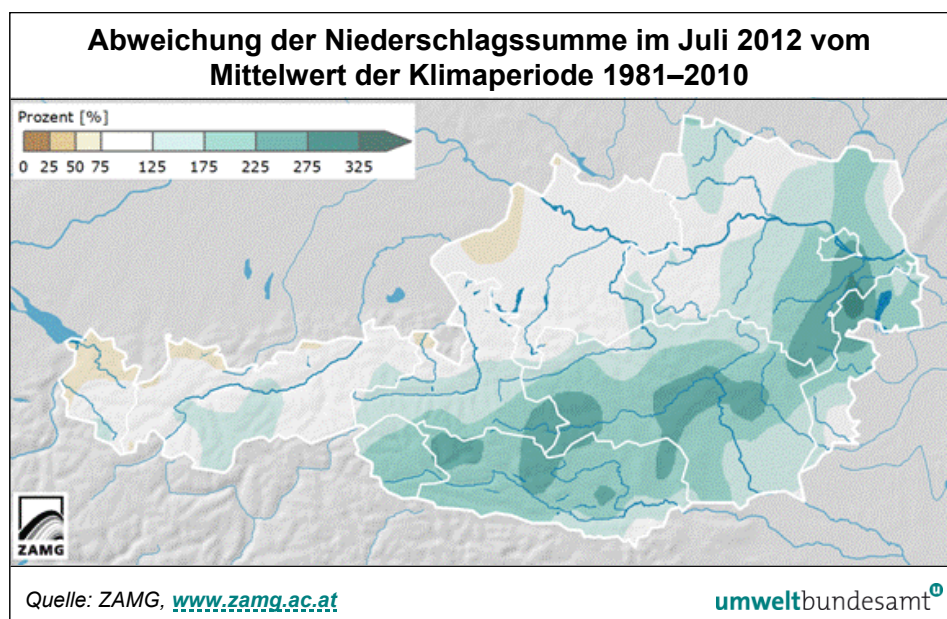 Abweichung der Niederschlagssumme im Juli 2012 vom
Mittelwert der Klimaperiode 1981–2010
Prozent [%]
0 25 50 75 125 175 225 275 325
ZAMG
Quelle: ZAMG, www.zamg.ac.at
umweltbundesamt u